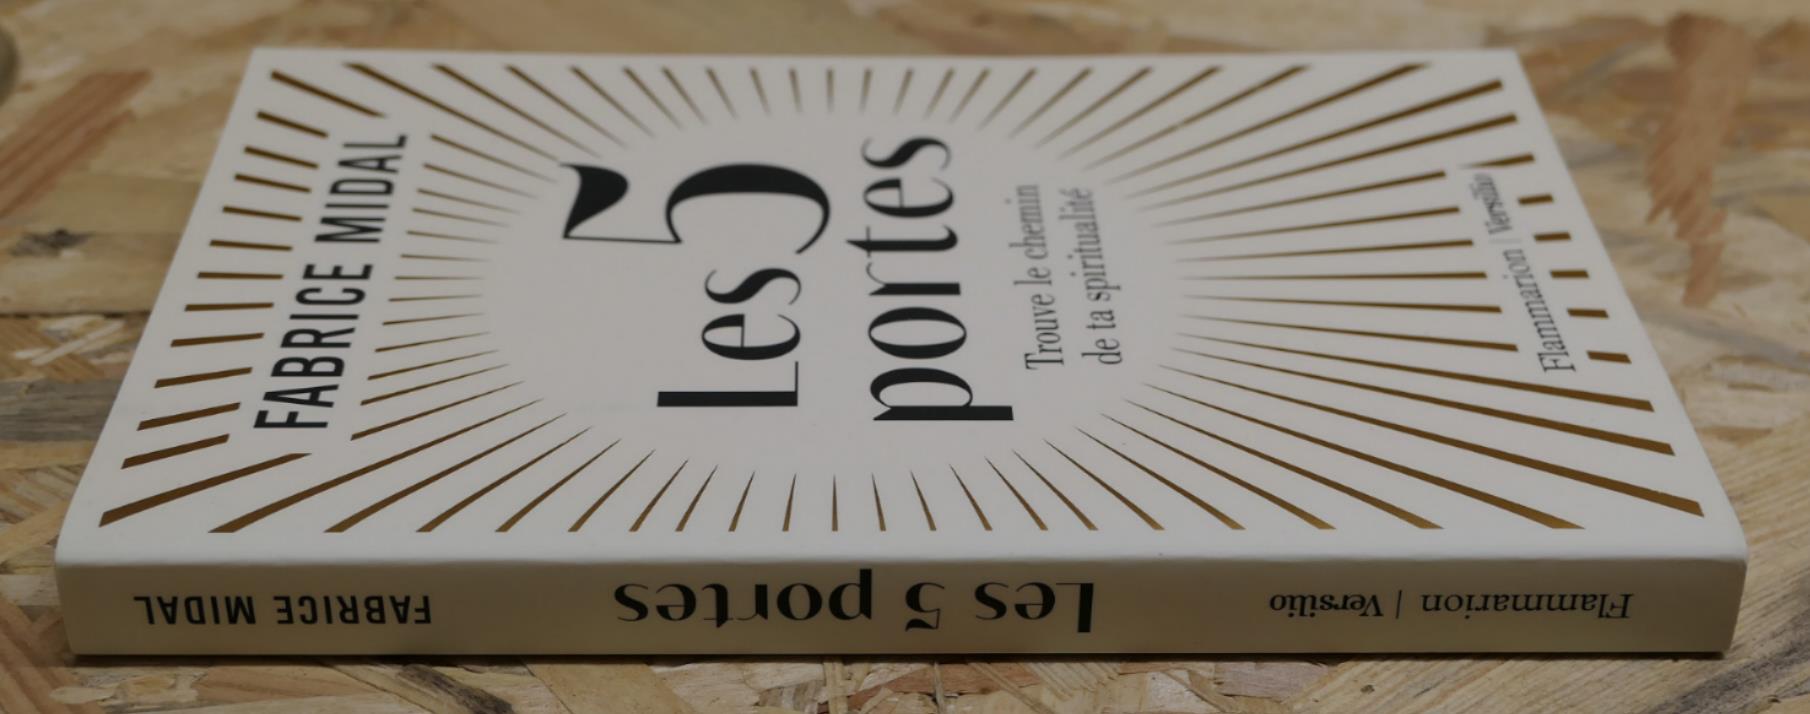 FABRICE MIDAL
Les 5
portes
Trouve le chemin
de ta spiritualité
Flammarion | Versilio
FABRICE MIDAL
Les 5 portes
Flammarion | Versilio